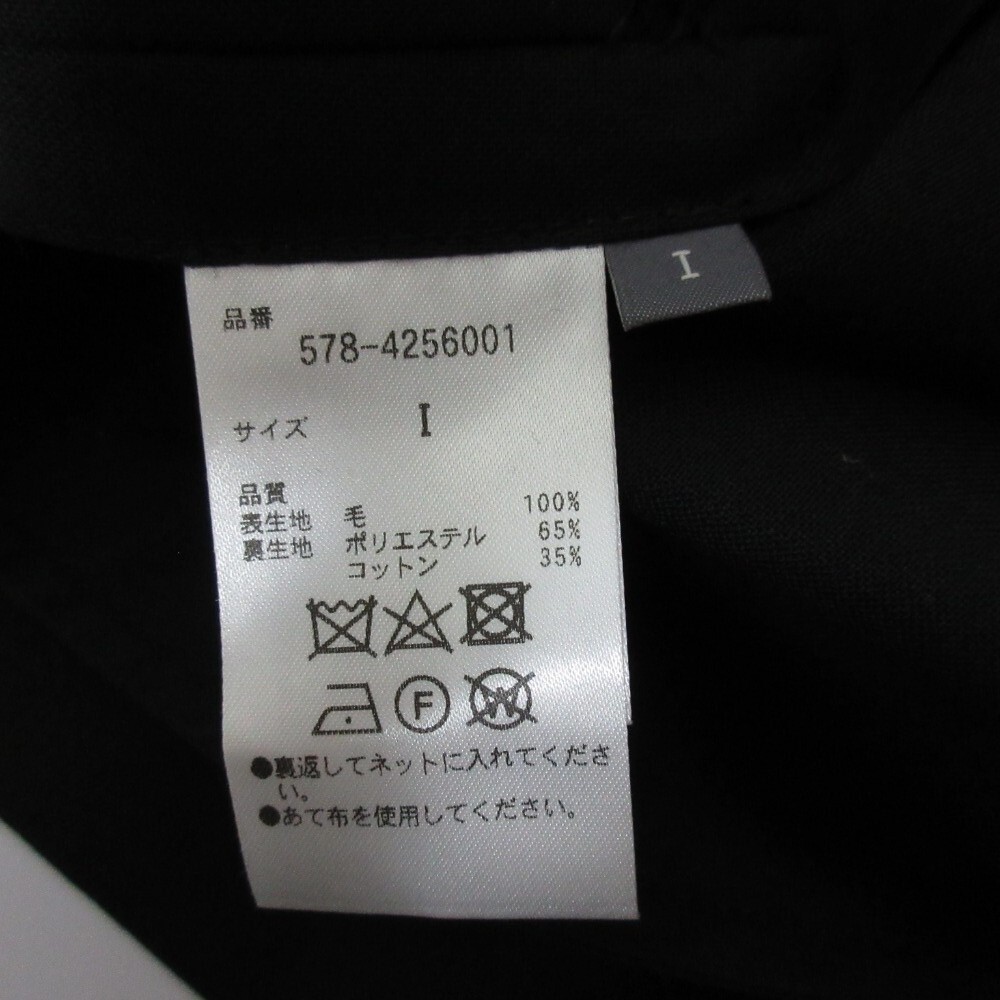 I
品番
578-4256001
サイズ I
品質
表生地 毛 100%
裏生地 ポリエステル 65%
コットン 35%
F W
●裏返してネットに入れてくださ
い。
●あて布を使用してください。